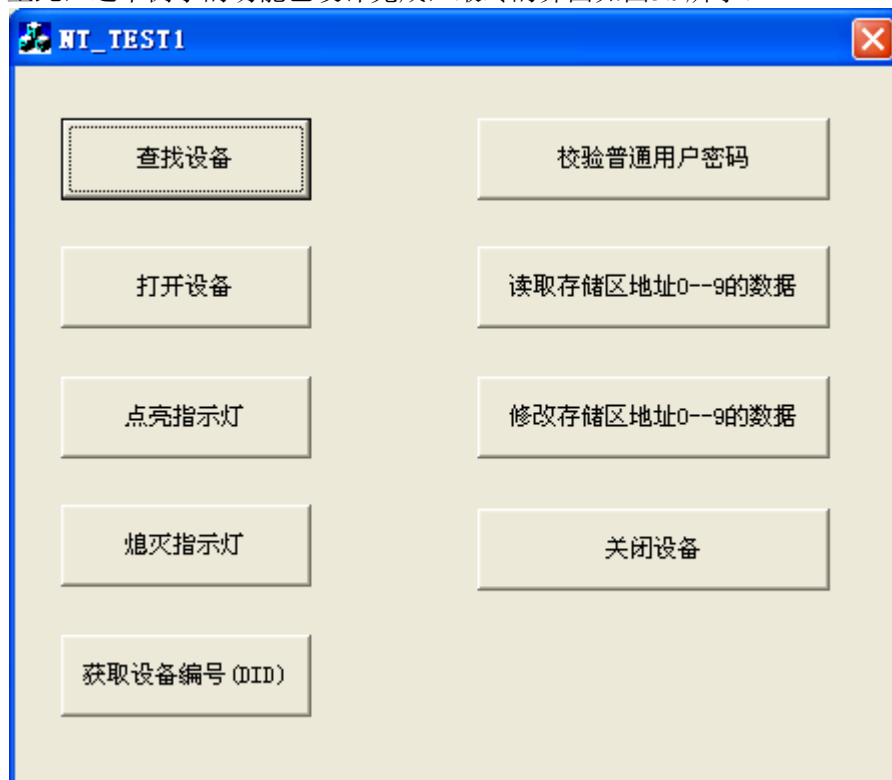 NT_TEST1
查找设备
校验普通用户密码
打开设备
读取存储区地址0--9的数据
点亮指示灯
修改存储区地址0--9的数据
熄灭指示灯
关闭设备
获取设备编号(DID)